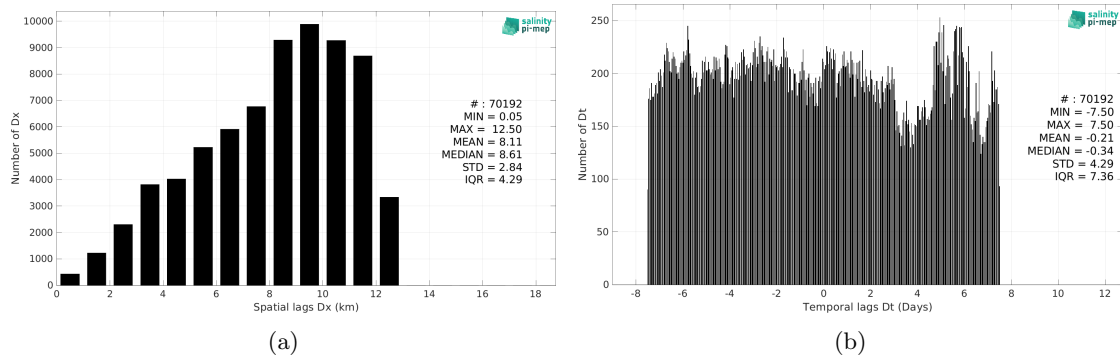 10000
9000
8000
7000
6000
5000
4000
3000
2000
1000
0
Number of Dx
salinity
pi-mep
# : 70192
MIN = 0.05
MAX = 12.50
MEAN = 8.11
MEDIAN = 8.61
STD = 2.84
IQR = 4.29
0 2 4 6 8 10 12 14 16 18
Spatial lags Dx (km)
(a)
250
200
150
100
50
0
Number of Dt
salinity
pi-mep
# : 70192
MIN = -7.50
MAX = 7.50
MEAN = -0.21
MEDIAN = -0.34
STD = 4.29
IQR = 7.36
-8 -6 -4 -2 0 2 4 6 8 10 12
Temporal lags Dt (Days)
(b)